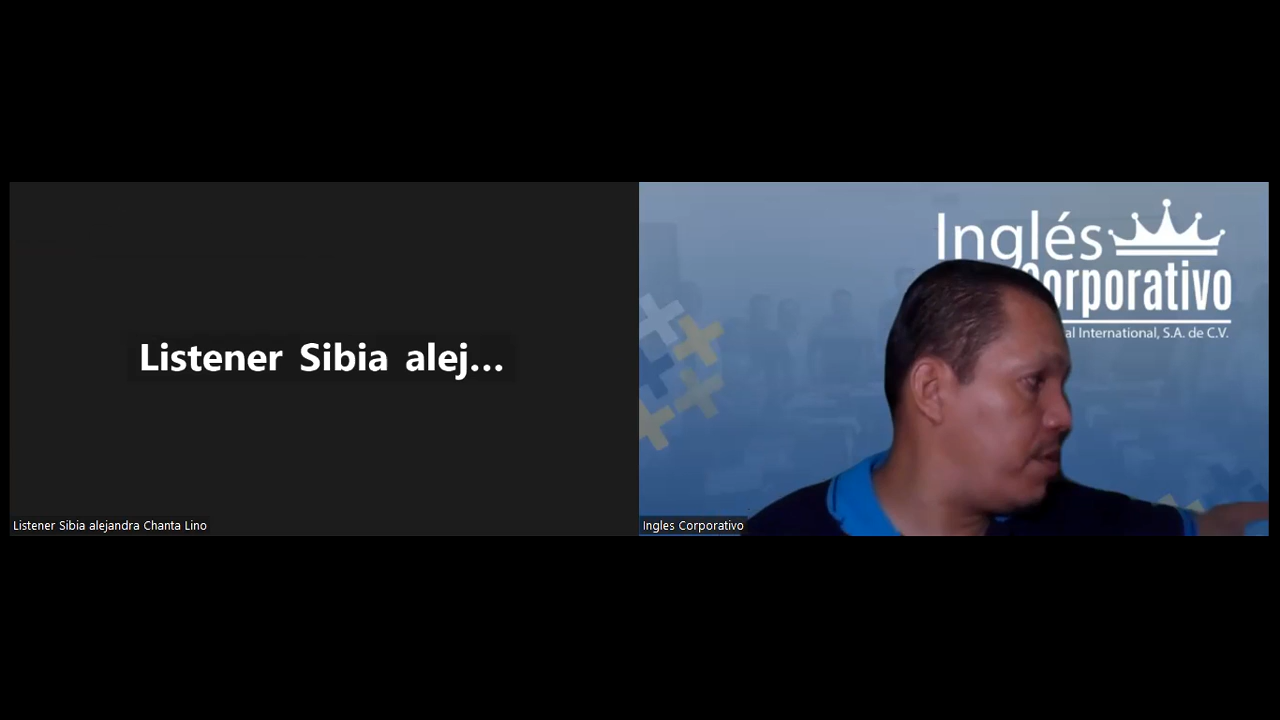 Listener Sibia alej...
Listener Sibia alejandra Chanta Lino
Inglés
Corporativo
al International, S.A. de C.V.
Ingles Corporativo